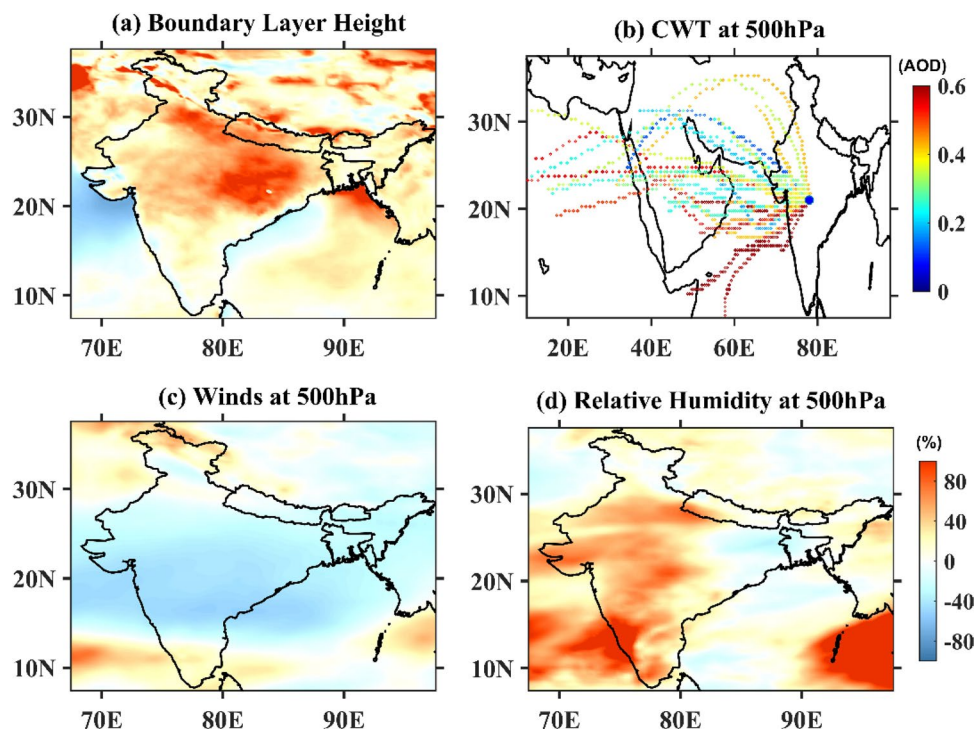 (a) Boundary Layer Height
30N
20N
10N
70E 80E 90E
(b) CWT at 500hPa
(AOD)
0.6
0.4
0.2
0
30N
20N
10N
20E 40E 60E 80E
(c) Winds at 500hPa
30N
20N
10N
70E 80E 90E
(d) Relative Humidity at 500hPa
(%)
80
40
0
-40
-80
30N
20N
10N
70E 80E 90E